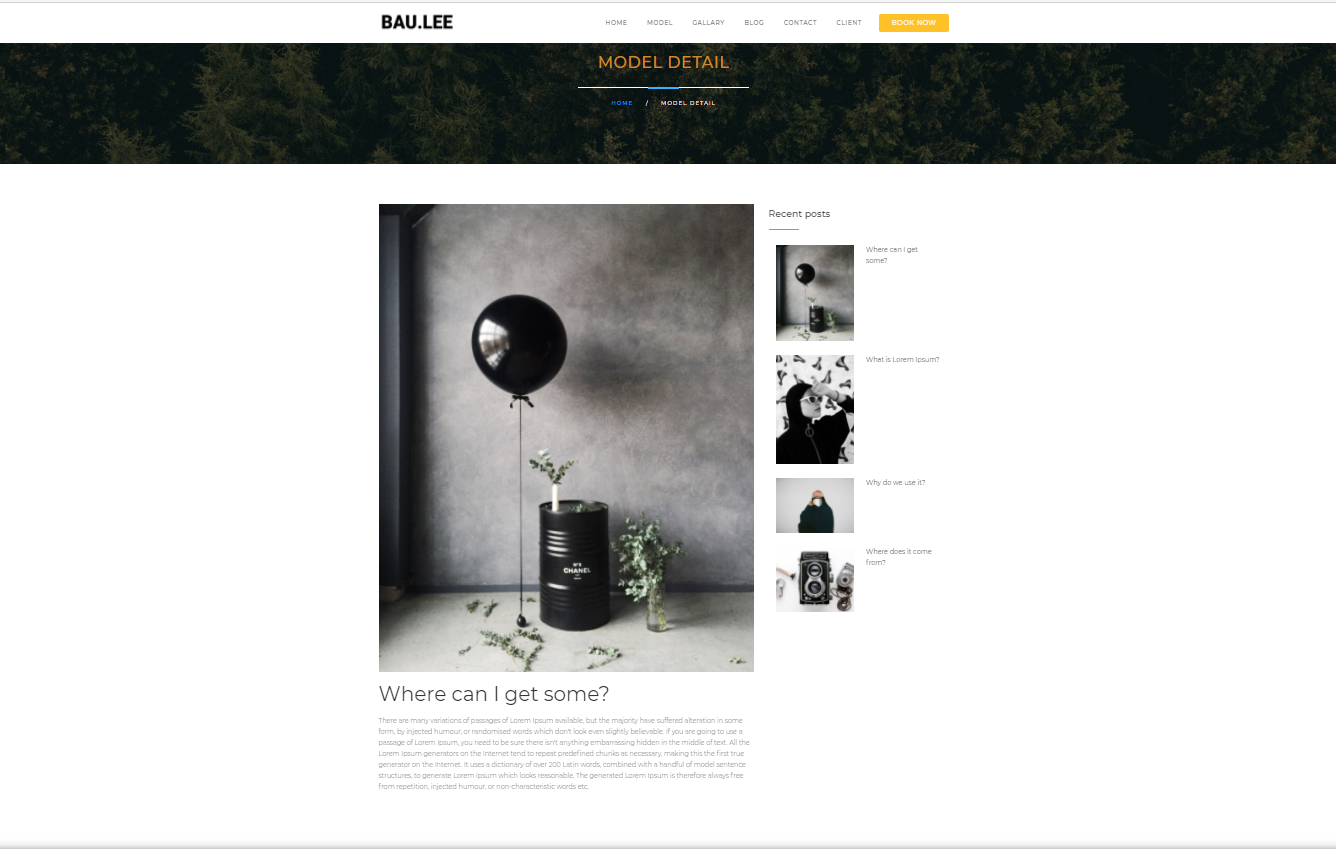 BAU.LEE
HOME MODEL GALLARY BLOG CONTACT CLIENT BOOK NOW
MODEL DETAIL
HOME / MODEL DETAIL
Recent posts
Where can I get
some?
What is Lorem Ipsum?
Why do we use it?
Where does it come
from?
N°5
CHANEL
Where can I get some?
There are many variations of passages of Lorem Ipsum available, but the majority have suffered alteration in some
form, by injected humour, or randomised words which don't look even slightly believable. If you are going to use a
passage of Lorem Ipsum, you need to be sure there isn't anything embarrassing hidden in the middle of text. All the
Lorem Ipsum generators on the Internet tend to repeat predefined chunks as necessary, making this the first true
generator on the Internet. It uses a dictionary of over 200 Latin words, combined with a handful of model sentence
structures, to generate Lorem Ipsum which looks reasonable. The generated Lorem Ipsum is therefore always free
from repetition, injected humour, or non-characteristic words etc.